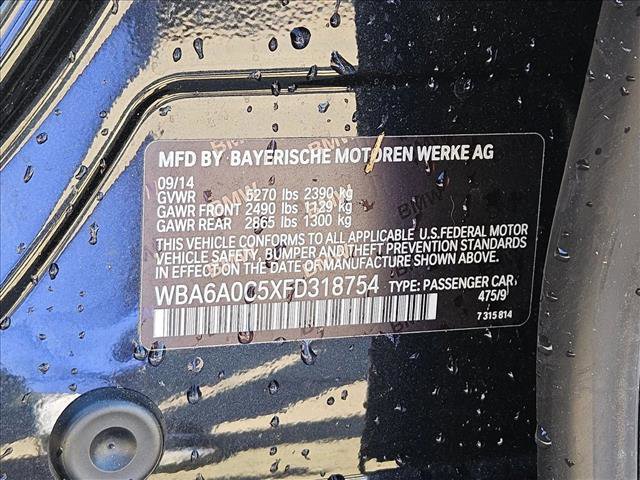 MFD BY BAYERISCHE MOTOREN WERKE AG
09/14
GVWR 5270 lbs 2390 kg
GAWR FRONT 2490 lbs 1129 kg
GAWR REAR 2865 lbs 1300 kg
THIS VEHICLE CONFORMS TO ALL APPLICABLE U.S.FEDERAL MOTOR
VEHICLE SAFETY, BUMPER AND THEFT PREVENTION STANDARDS
IN EFFECT ON THE DATE OF MANUFACTURE SHOWN ABOVE
WBA6A0C5XFD318754 TYPE: PASSENGER CAR
475/9
7 315 814